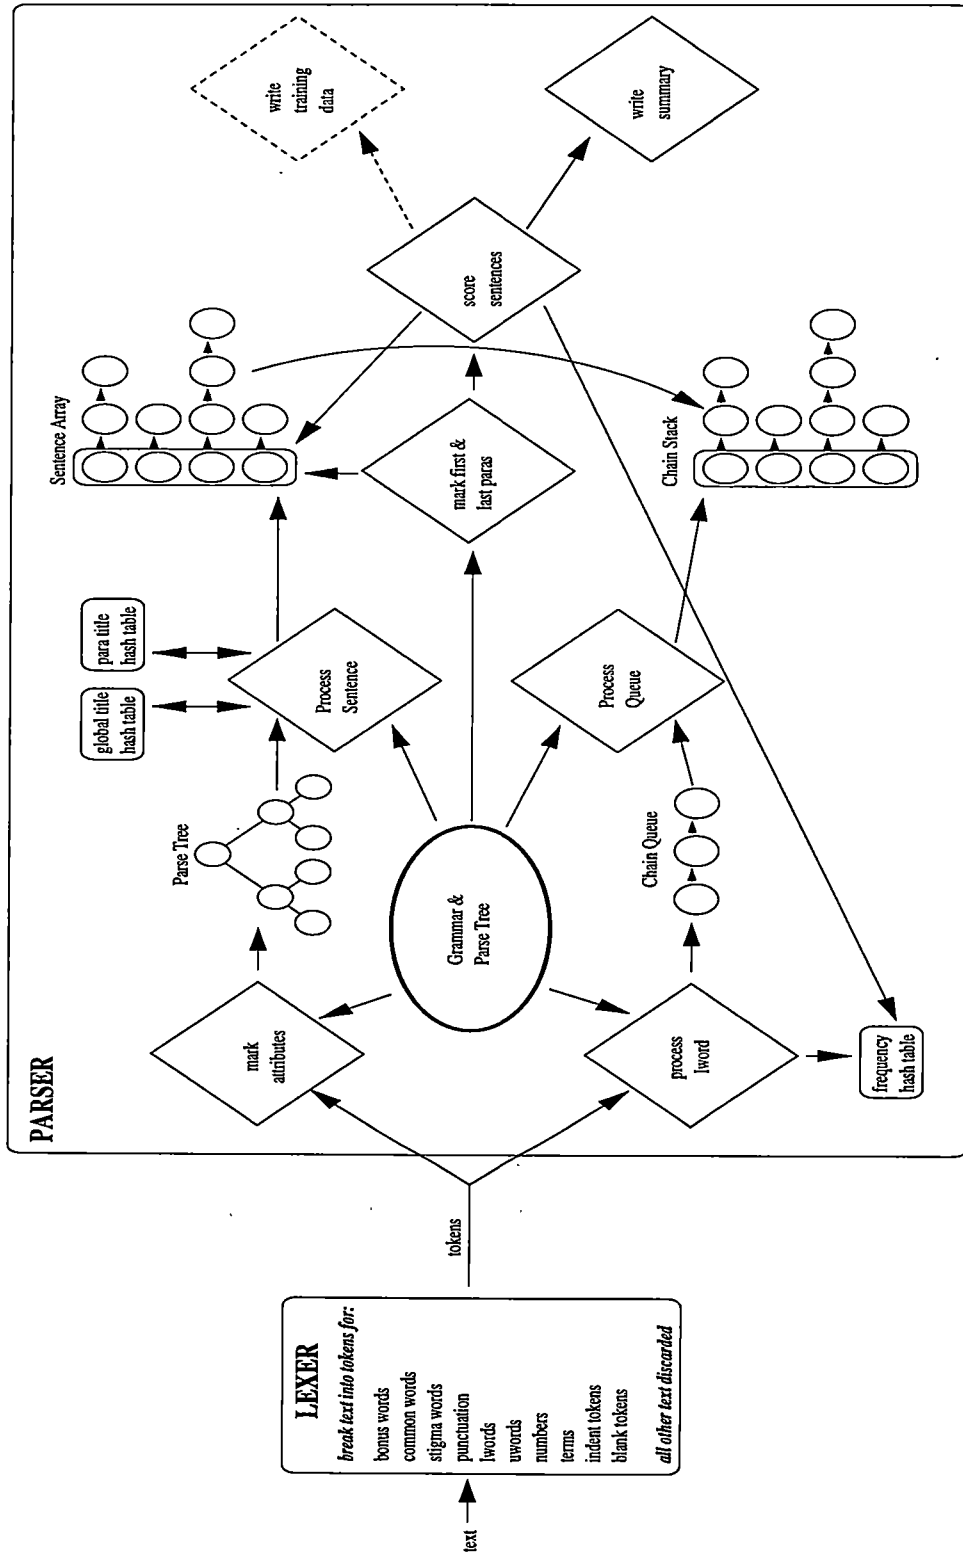 text
LEXER
break text into tokens for:
bonus words
common words
stigma words
punctuation
lwords
uwords
numbers
terms
indent tokens
blank tokens
all other text discarded
tokens
PARSER
mark
attributes
process
lword
frequency
hash table
Grammar &
Parse Tree
Parse Tree
Chain Queue
global title
hash table
para title
hash table
Process
Sentence
Process
Queue
Sentence Array
mark first &
last paras
Chain Stack
score
sentences
write
training
data
write
summary